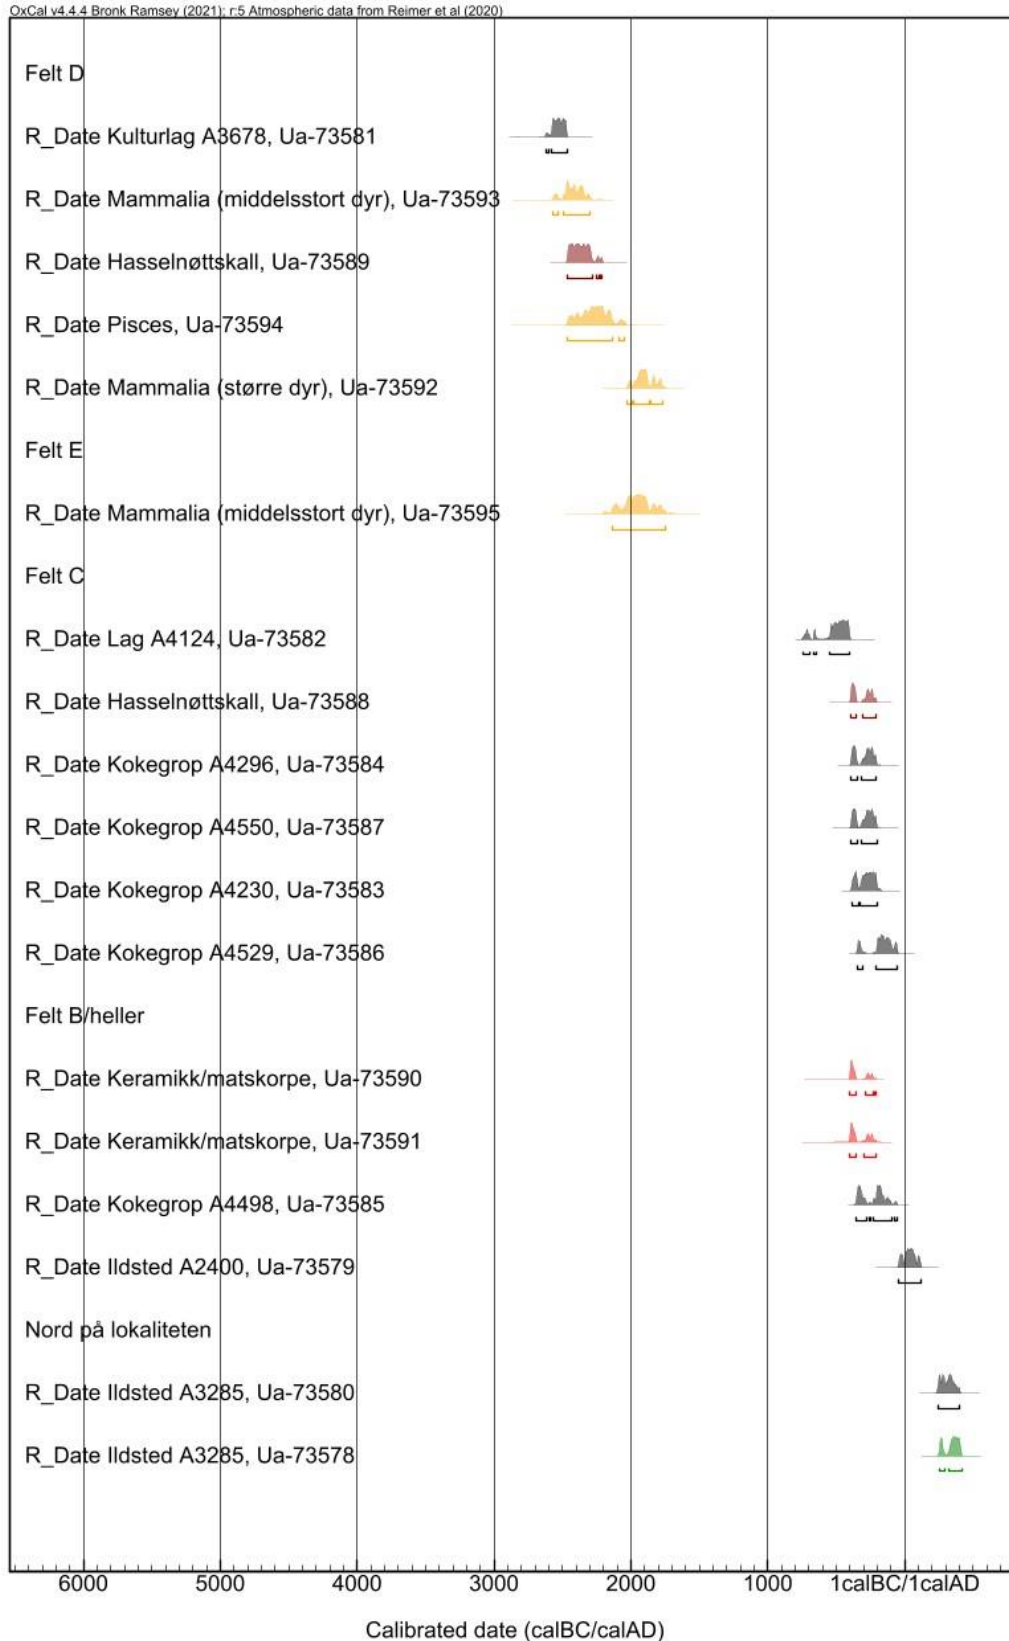 OxCal v4.4.4 Bronk Ramsey (2021); r:5 Atmospheric data from Reimer et al (2020)
Felt D
R_Date Kulturlag A3678, Ua-73581
R_Date Mammalia (middelsstort dyr), Ua-73593
R_Date Hasselnøttskall, Ua-73589
R_Date Pisces, Ua-73594
R_Date Mammalia (større dyr), Ua-73592
Felt E
R_Date Mammalia (middelsstort dyr), Ua-73595
Felt C
R_Date Lag A4124, Ua-73582
R_Date Hasselnøttskall, Ua-73588
R_Date Kokegrop A4296, Ua-73584
R_Date Kokegrop A4550, Ua-73587
R_Date Kokegrop A4230, Ua-73583
R_Date Kokegrop A4529, Ua-73586
Felt B/heller
R_Date Keramikk/matskorpe, Ua-73590
R_Date Keramikk/matskorpe, Ua-73591
R_Date Kokegrop A4498, Ua-73585
R_Date Ildsted A2400, Ua-73579
Nord på lokaliteten
R_Date Ildsted A3285, Ua-73580
R_Date Ildsted A3285, Ua-73578
6000 5000 4000 3000 2000 1000 1calBC/1calAD
Calibrated date (calBC/calAD)